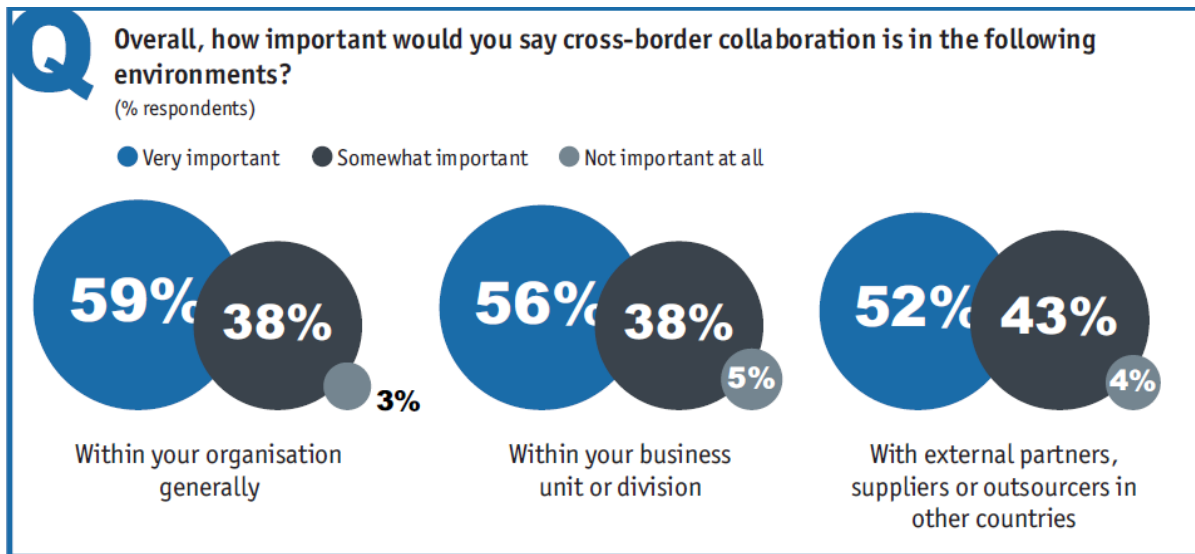 Q
Overall, how important would you say cross-border collaboration is in the following
environments?
(% respondents)
Very important
Somewhat important
Not important at all
59%
38%
3%
Within your organisation
generally
56%
38%
5%
Within your business
unit or division
52%
43%
4%
With external partners,
suppliers or outsourcers in
other countries